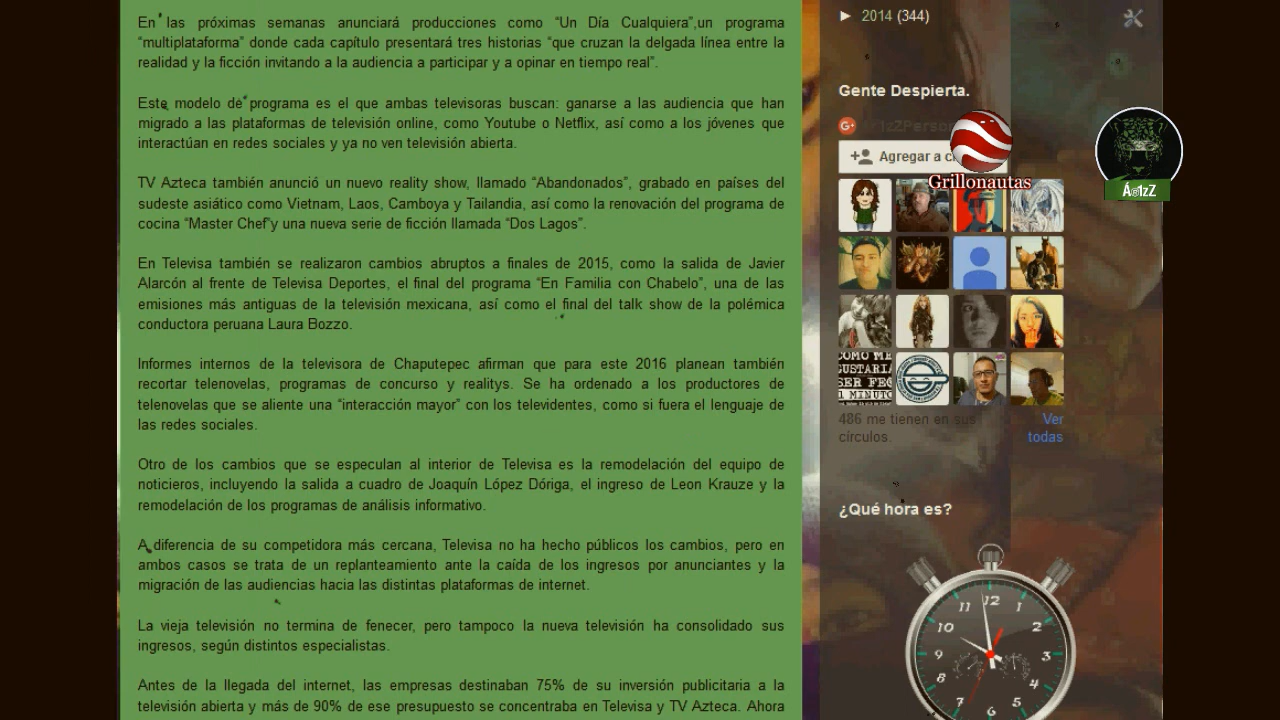 En las próximas semanas anunciará producciones como “Un Día Cualquiera”,un programa
“multiplataforma” donde cada capítulo presentará tres historias “que cruzan la delgada línea entre la
realidad y la ficción invitando a la audiencia a participar y a opinar en tiempo real”.
Este modelo de programa es el que ambas televisoras buscan: ganarse a las audiencia que han
migrado a las plataformas de televisión online, como Youtube o Netflix, así como a los jóvenes que
interactúan en redes sociales y ya no ven televisión abierta.
TV Azteca también anunció un nuevo reality show, llamado “Abandonados”, grabado en países del
sudeste asiático como Vietnam, Laos, Camboya y Tailandia, así como la renovación del programa de
cocina “Master Chef”y una nueva serie de ficción llamada “Dos Lagos”.
En Televisa también se realizaron cambios abruptos a finales de 2015, como la salida de Javier
Alarcón al frente de Televisa Deportes, el final del programa “En Familia con Chabelo”, una de las
emisiones más antiguas de la televisión mexicana, así como el final del talk show de la polémica
conductora peruana Laura Bozzo.
Informes internos de la televisora de Chaputepec afirman que para este 2016 planean también
recortar telenovelas, programas de concurso y realitys. Se ha ordenado a los productores de
telenovelas que se aliente una “interacción mayor” con los televidentes, como si fuera el lenguaje de
las redes sociales.
Otro de los cambios que se especulan al interior de Televisa es la remodelación del equipo de
noticieros, incluyendo la salida a cuadro de Joaquín López Dóriga, el ingreso de Leon Krauze y la
remodelación de los programas de análisis informativo.
A diferencia de su competidora más cercana, Televisa no ha hecho públicos los cambios, pero en
ambos casos se trata de un replanteamiento ante la caída de los ingresos por anunciantes y la
migración de las audiencias hacia las distintas plataformas de internet.
La vieja televisión no termina de fenecer, pero tampoco la nueva televisión ha consolidado sus
ingresos, según distintos especialistas.
Antes de la llegada del internet, las empresas destinaban 75% de su inversión publicitaria a la
televisión abierta y más de 90% de ese presupuesto se concentraba en Televisa y TV Azteca. Ahora
► 2014 (344)
Gente Despierta.
G+
Agregar a
Grillonautas
Á@1zZ
COMO ME
GUSTARIA
SER FEO
1 MINUTO
486 me tienen en sus
círculos.
Ver
todas
¿Qué hora es?
12
1
2
3
4
5
6
7
8
9
10
11